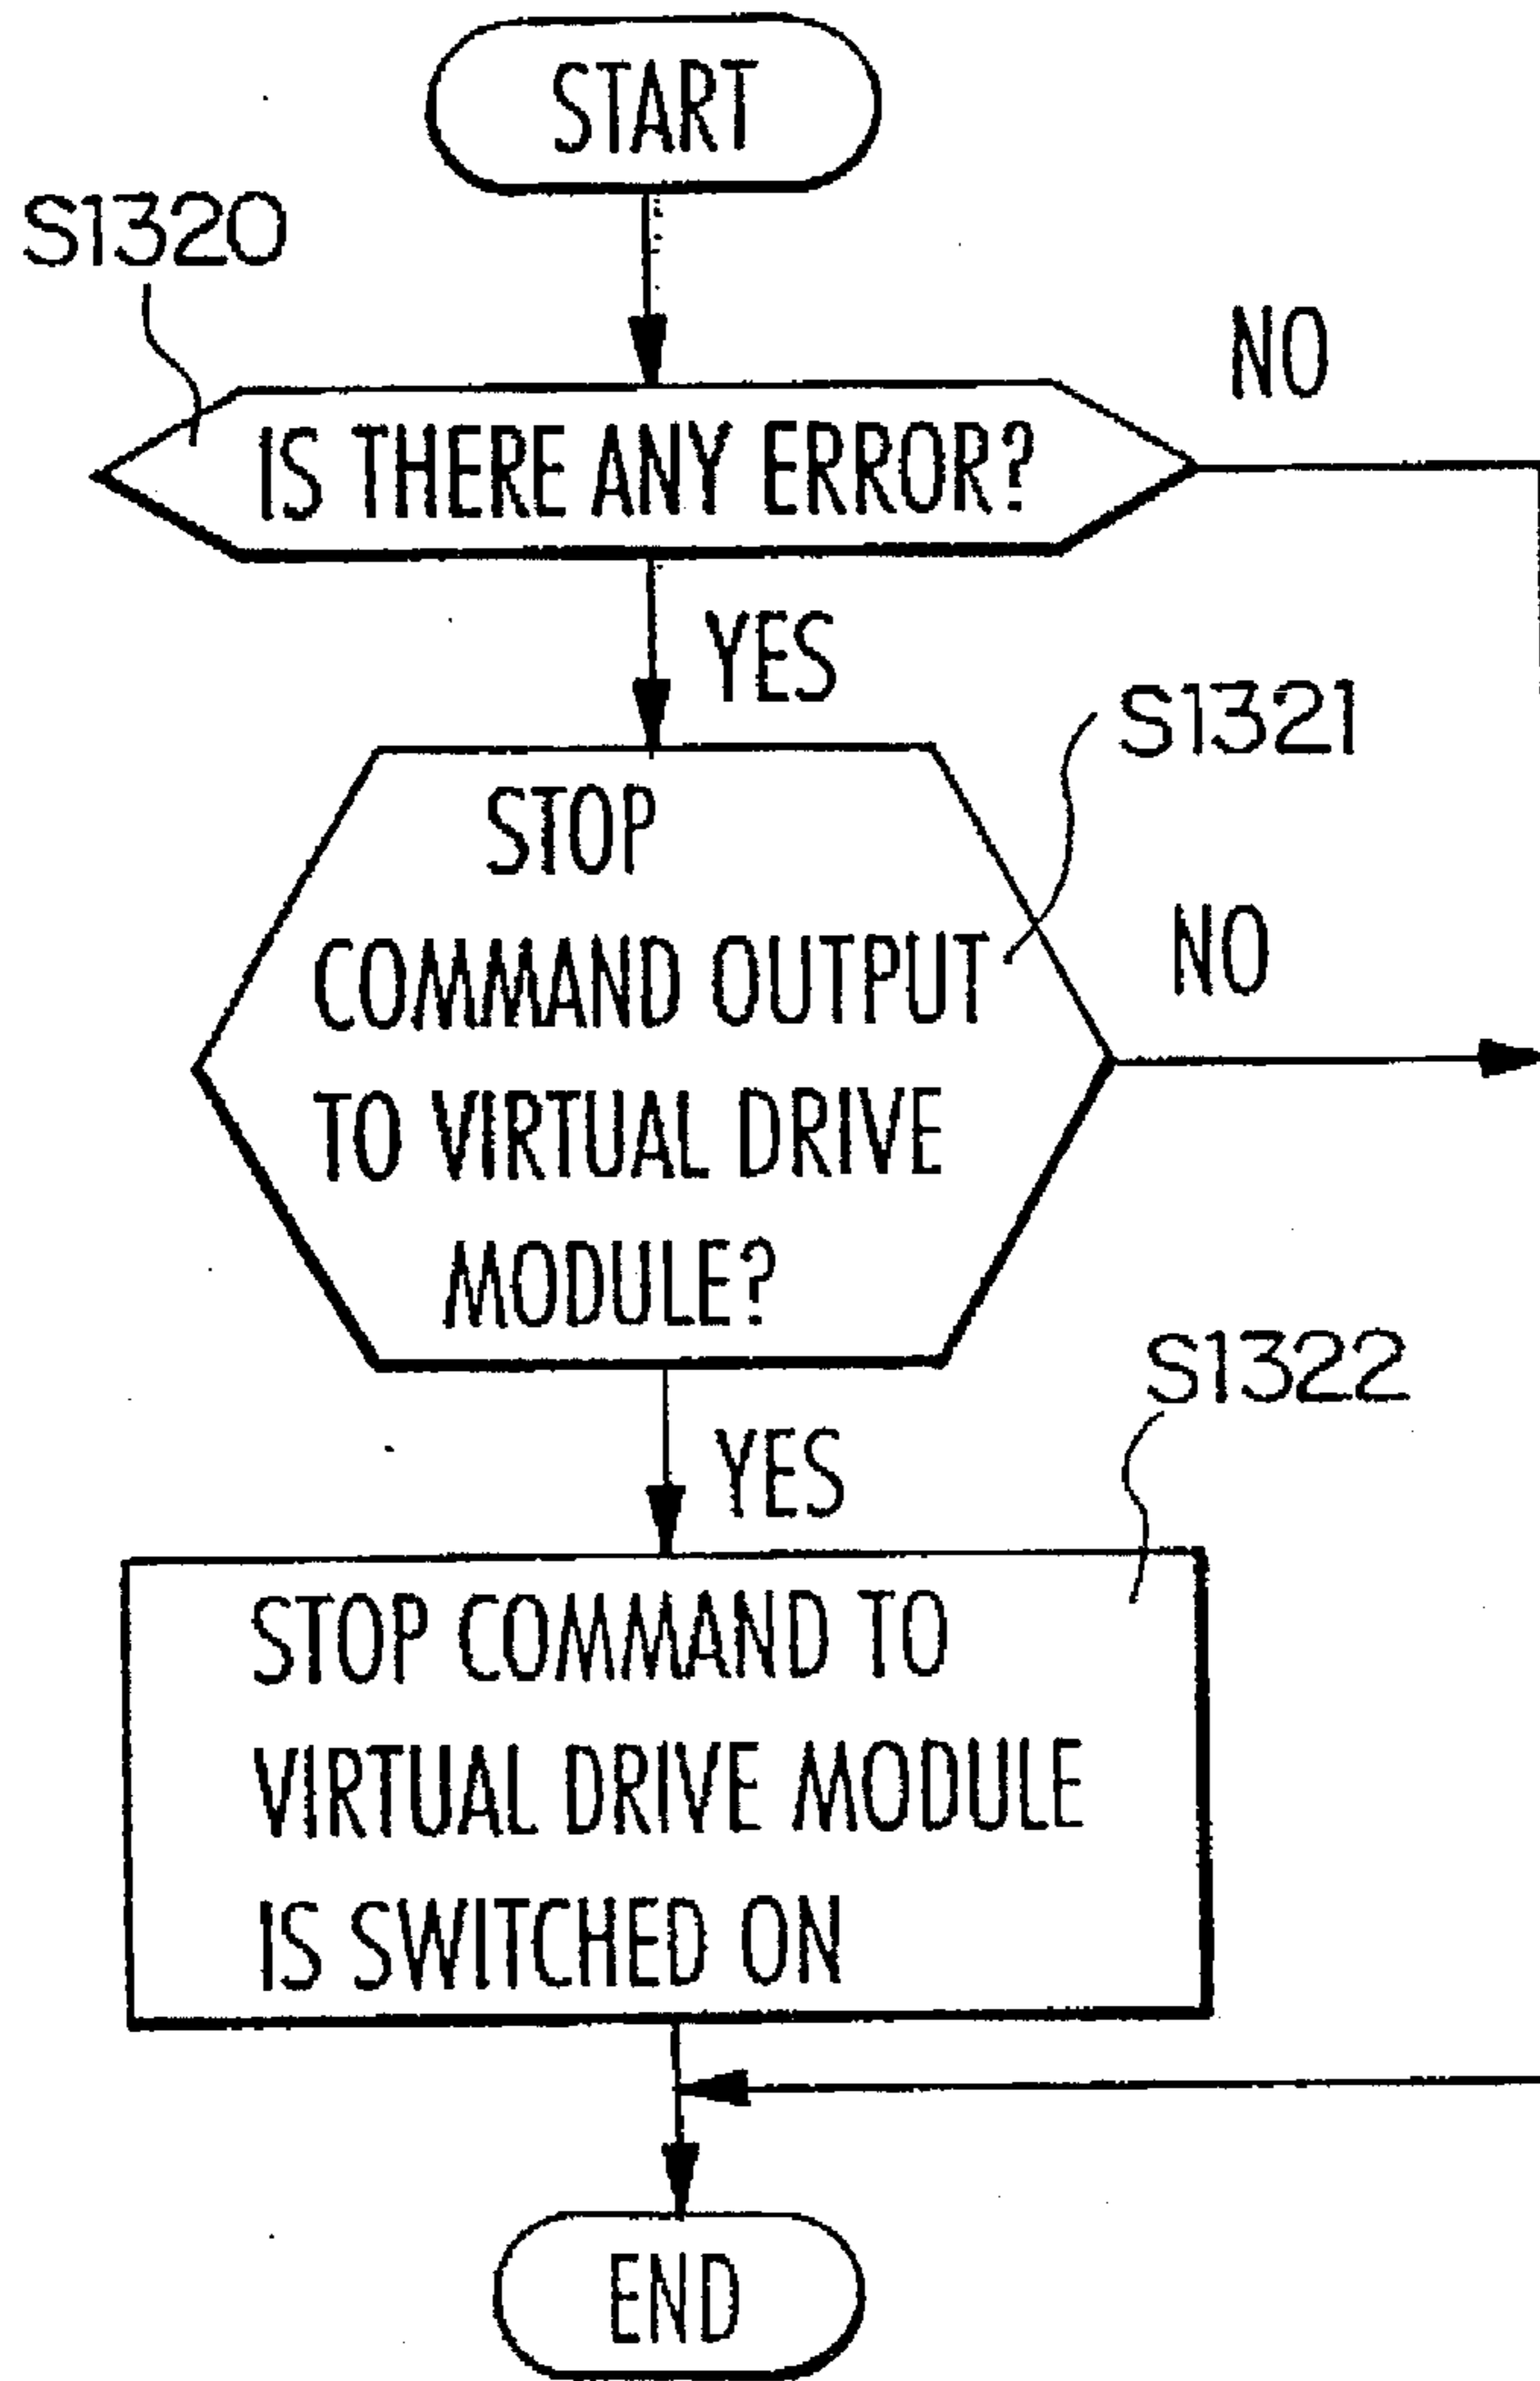 START
S1320
NO
IS THERE ANY ERROR?
YES
S1321
STOP
COMMAND OUTPUT
TO VIRTUAL DRIVE
MODULE?
NO
S1322
YES
STOP COMMAND TO
VIRTUAL DRIVE MODULE
IS SWITCHED ON
END